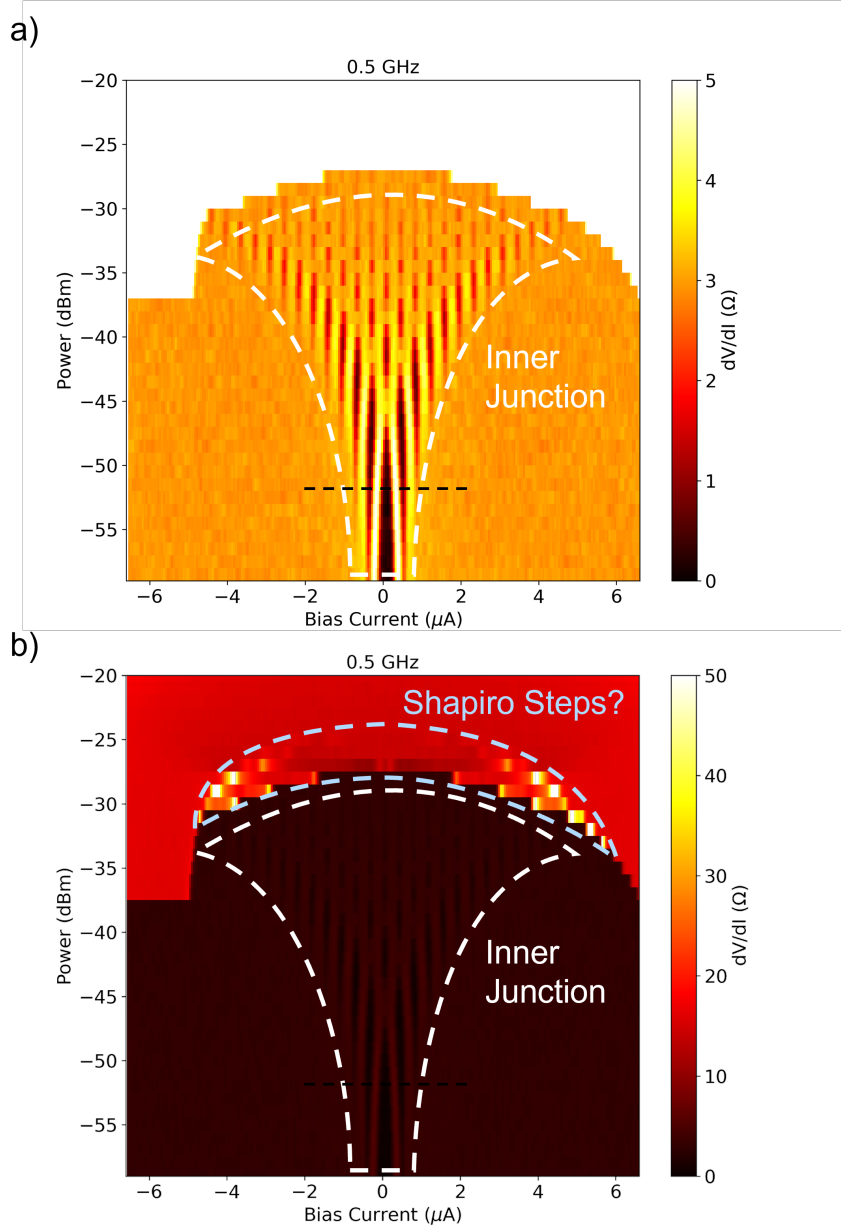 a)
0.5 GHz
−20
−25
−30
−35
−40
−45
−50
−55
Power (dBm)
Inner
Junction
−6
−4
−2
0
2
4
6
Bias Current (μA)
5
4
3
2
1
0
dV/dI (Ω)
b)
0.5 GHz
−20
−25
−30
−35
−40
−45
−50
−55
Power (dBm)
Shapiro Steps?
Inner
Junction
−6
−4
−2
0
2
4
6
Bias Current (μA)
50
40
30
20
10
0
dV/dI (Ω)